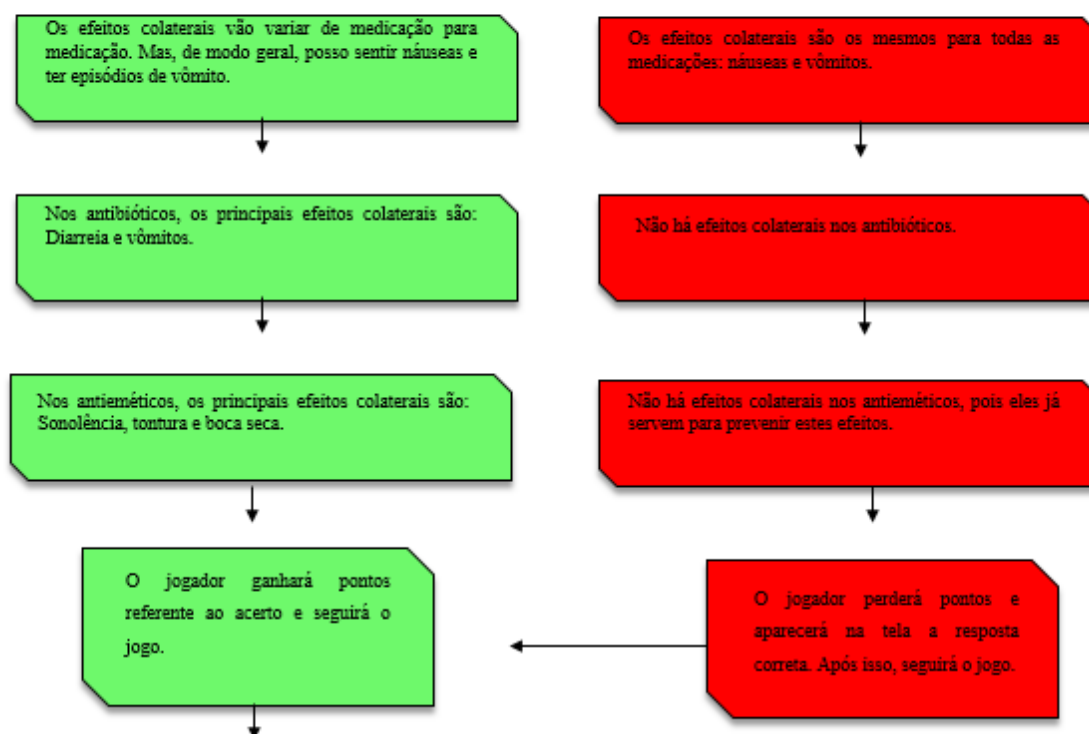 Os efeitos colaterais vão variar de medicação para
medicação. Mas, de modo geral, posso sentir náuseas e
ter episódios de vômito.
Os efeitos colaterais são os mesmos para todas as
medicações: náuseas e vômitos.
Nos antibióticos, os principais efeitos colaterais são:
Diarreia e vômitos.
Não há efeitos colaterais nos antibióticos.
Nos antieméticos, os principais efeitos colaterais são:
Sonolência, tontura e boca seca.
Não há efeitos colaterais nos antieméticos, pois eles já
servem para prevenir estes efeitos.
O jogador ganhará pontos
referente ao acerto e seguirá o
jogo.
O jogador perderá pontos e
aparecerá na tela a resposta
correta. Após isso, seguirá o jogo.